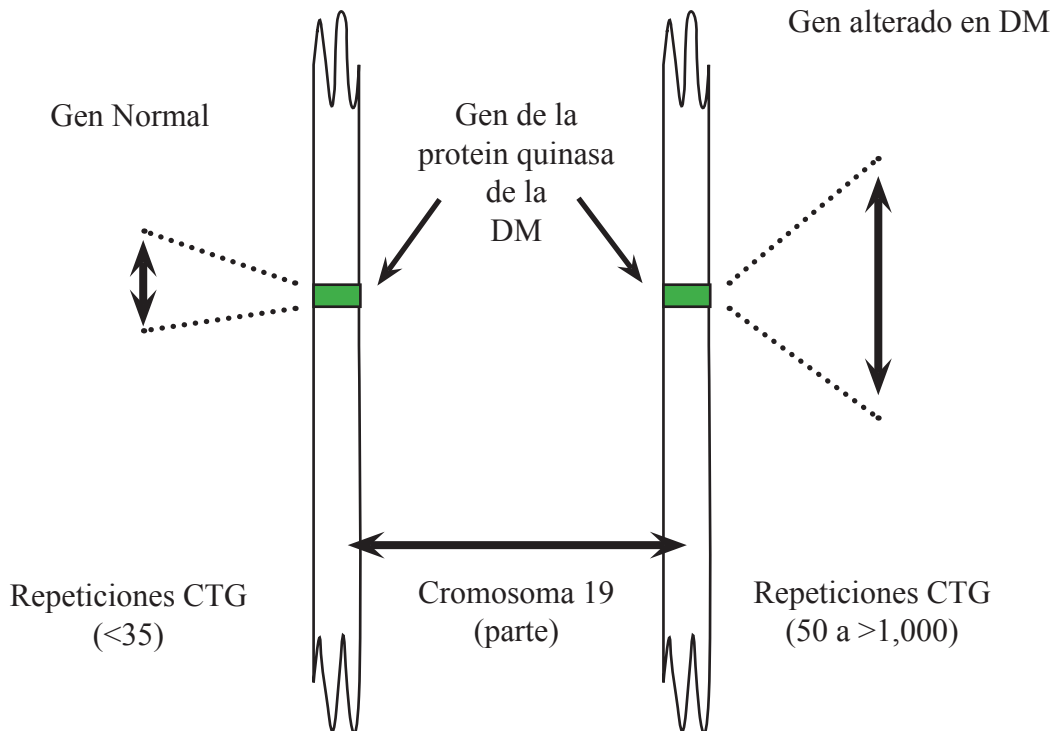 Gen alterado en DM
Gen Normal
Gen de la
protein quinasa
de la
DM
Repeticiones CTG
(<35)
Cromosoma 19
(parte)
Repeticiones CTG
(50 a >1,000)